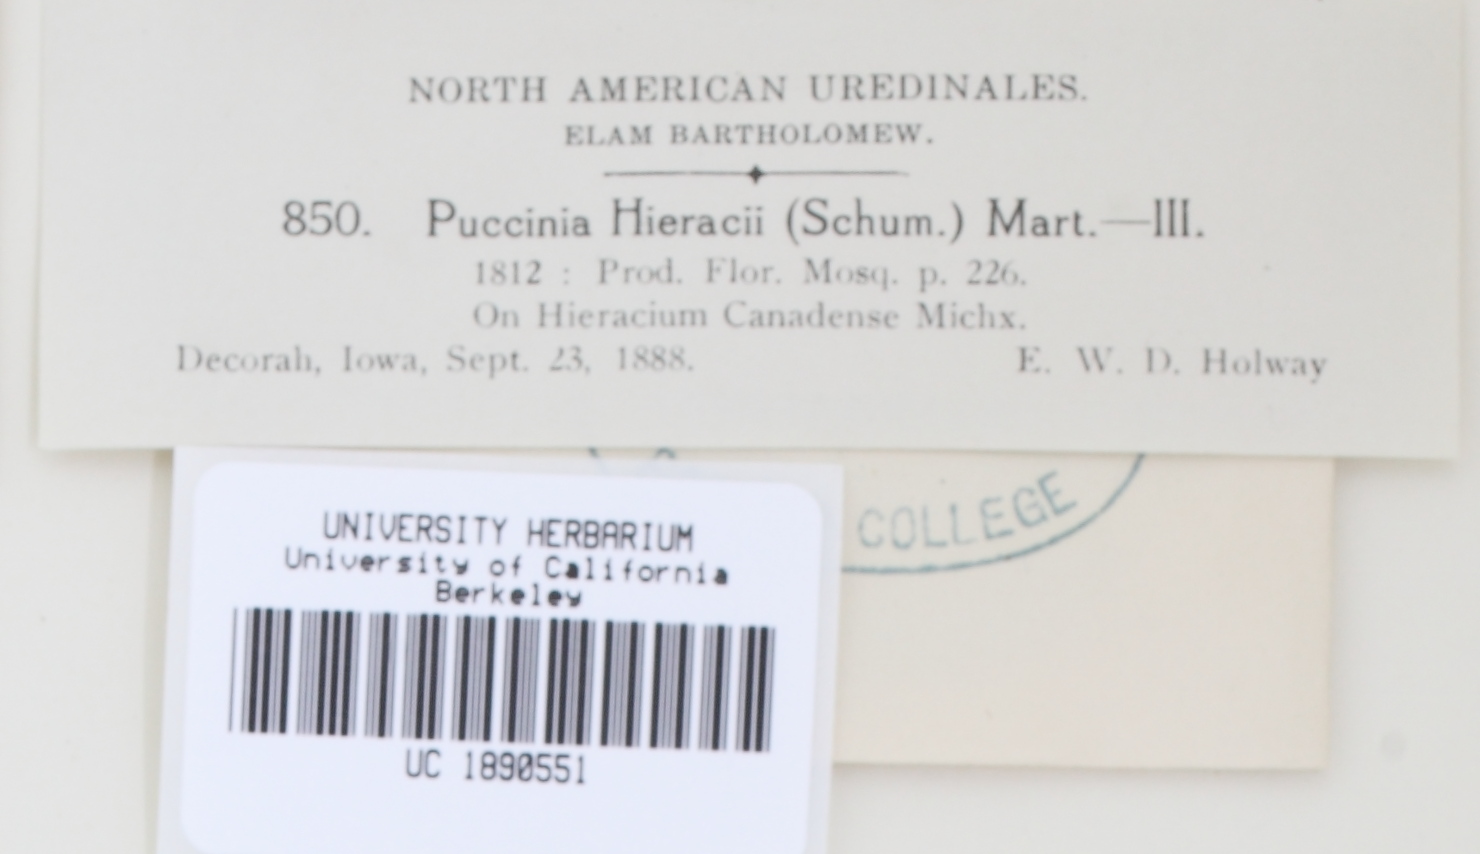 NORTH AMERICAN UREDINALES.
ELAM BARTHOLOMEW.
850. Puccinia Hieracii (Schum.) Mart.—III.
1812 : Prod. Flor. Mosq. p. 226.
On Hieracium Canadense Michx.
Decorah, Iowa, Sept. 23, 1888. E. W. D. Holway
COLLEGE
UNIVERSITY HERBARIUM
University of California
Berkeley
UC 1890551